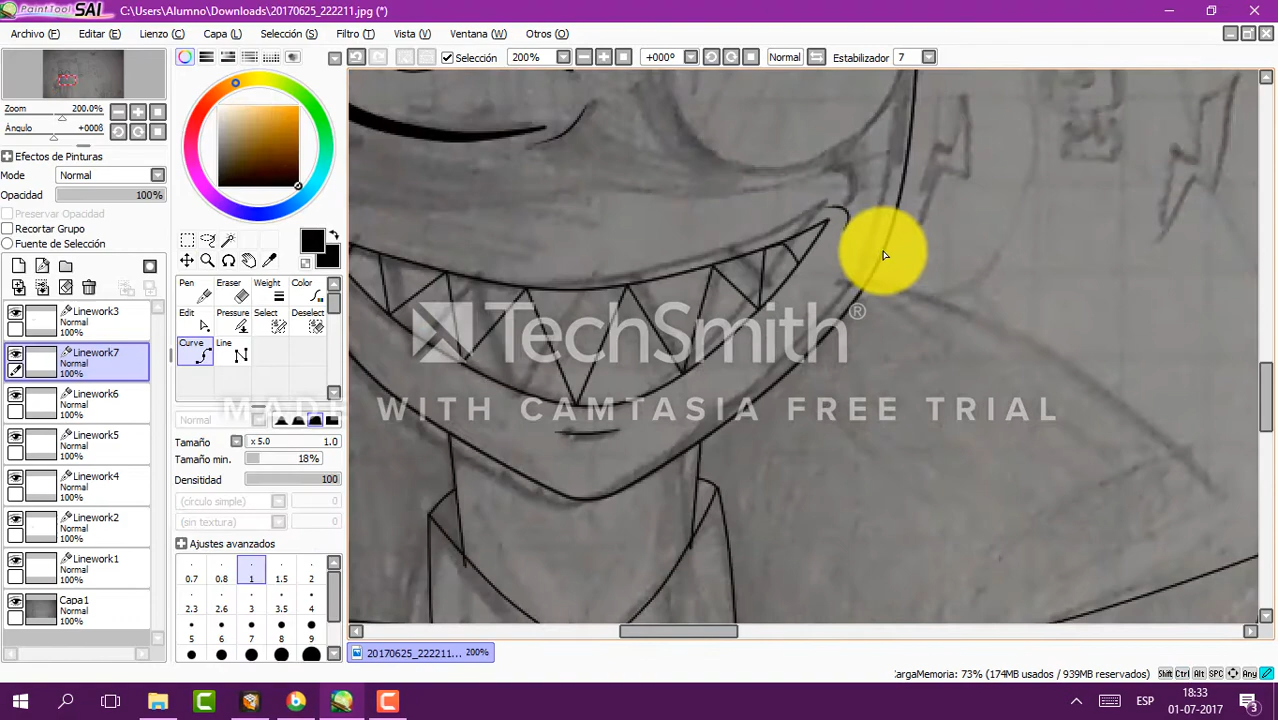 PaintTool SAI C:\Users\Alumno\Downloads\20170625_222211.jpg (*)
Archivo (F) Editar (E) Lienzo (C) Capa (L) Selección (S) Filtro (T) Vista (V) Ventana (W) Otros (O)
Selección 200% +000º Normal Estabilizador 7
Zoom 200.0%
Ángulo +000º
Efectos de Pinturas
Mode Normal
Opacidad 100%
Preservar Opacidad
Recortar Grupo
Fuente de Selección
Linework3
Normal
100%
Linework7
Normal
100%
Linework6
Normal
100%
Linework5
Normal
100%
Linework4
Normal
100%
Linework2
Normal
100%
Linework1
Normal
100%
Capa1
Normal
100%
Pen Eraser Weight Color
Edit Pressure Select Deselect
Curve Line
Normal
Tamaño x 5.0 1.0
Tamaño min. 18%
Densitidad 100
(círculo simple) 0
(sin textura) 0
Ajustes avanzados
0.7 0.8 1 1.5 2
2.3 2.6 3 3.5 4
5 6 7 8 9
TechSmith®
MADE WITH CAMTASIA FREE TRIAL
20170625_222211.... 200%
CargaMemoria: 73% (174MB usados / 939MB reservados) Shift Ctrl Alt SPC Any
ESP
18:33
01-07-2017
3